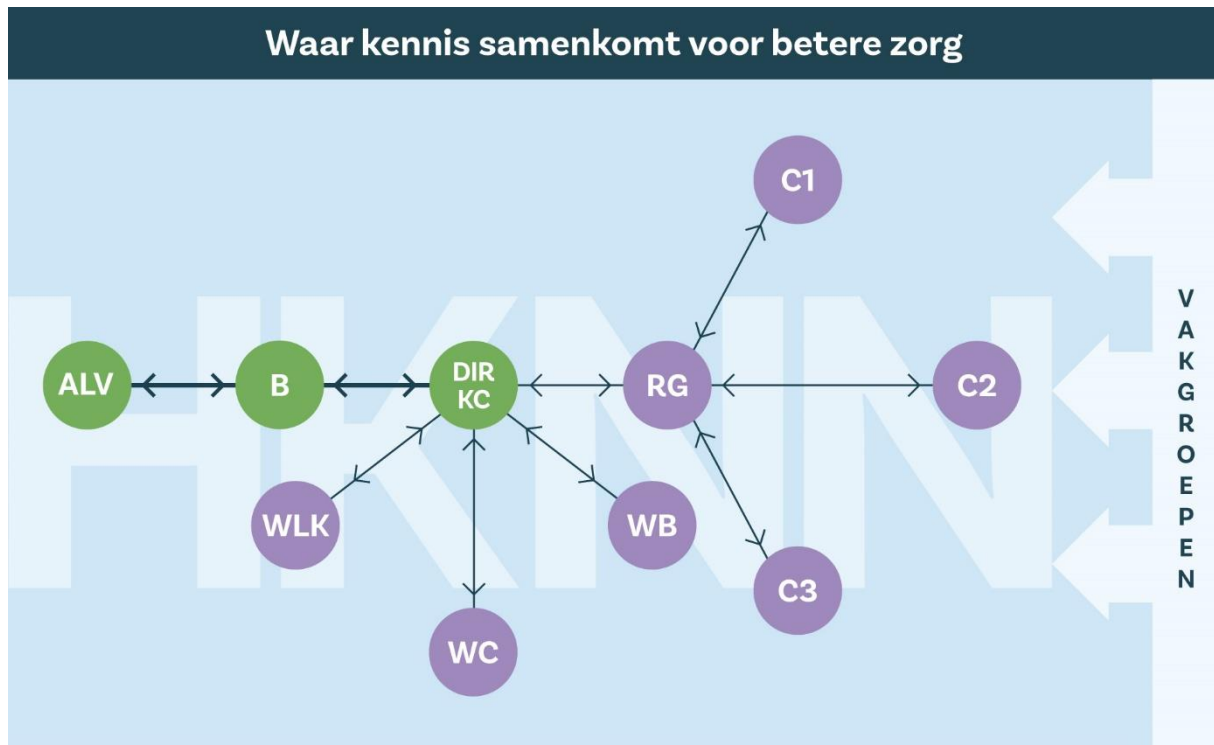 Waar kennis samenkomt voor betere zorg
HKNN
C1
ALV
B
DIR
KC
RG
C2
WLK
WB
C3
WC
V
A
K
G
R
O
E
P
E
N